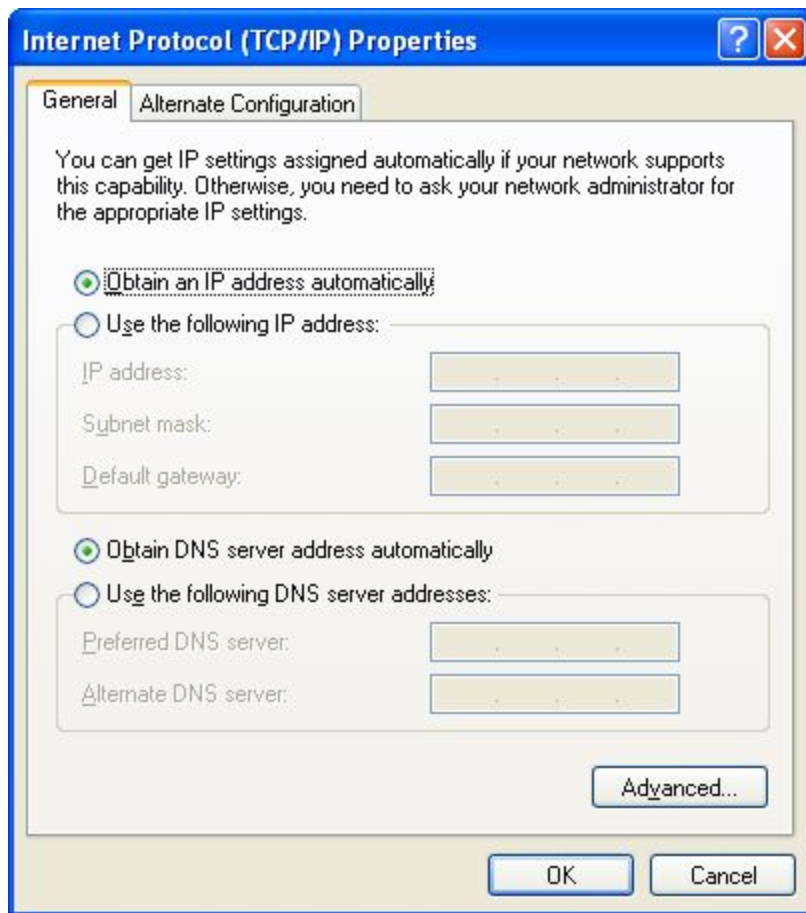 Internet Protocol (TCP/IP) Properties
General
Alternate Configuration
You can get IP settings assigned automatically if your network supports
this capability. Otherwise, you need to ask your network administrator for
the appropriate IP settings.
Obtain an IP address automatically
Use the following IP address:
IP address:
Subnet mask:
Default gateway:
Obtain DNS server address automatically
Use the following DNS server addresses:
Preferred DNS server:
Alternate DNS server:
Advanced...
OK
Cancel